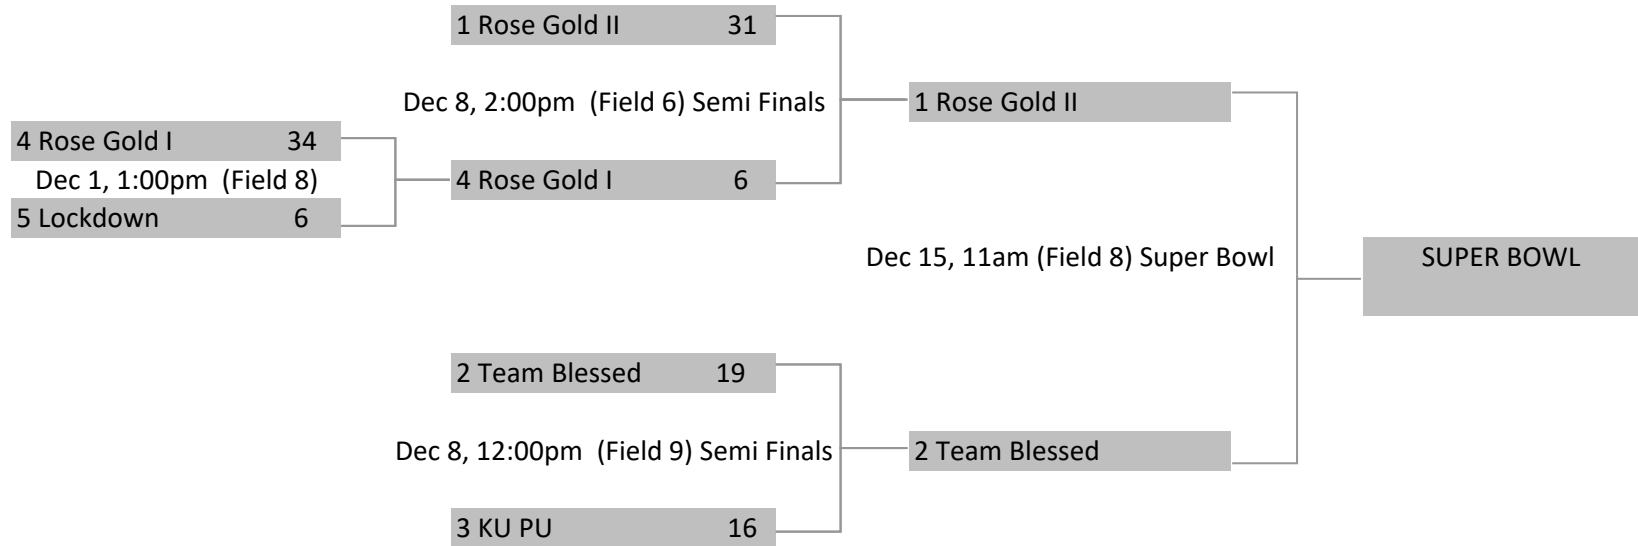 1 Rose Gold II 31
Dec 8, 2:00pm (Field 6) Semi Finals
1 Rose Gold II
4 Rose Gold I 34
Dec 1, 1:00pm (Field 8)
4 Rose Gold I 6
5 Lockdown 6
Dec 15, 11am (Field 8) Super Bowl
SUPER BOWL
2 Team Blessed 19
Dec 8, 12:00pm (Field 9) Semi Finals
2 Team Blessed
3 KU PU 16